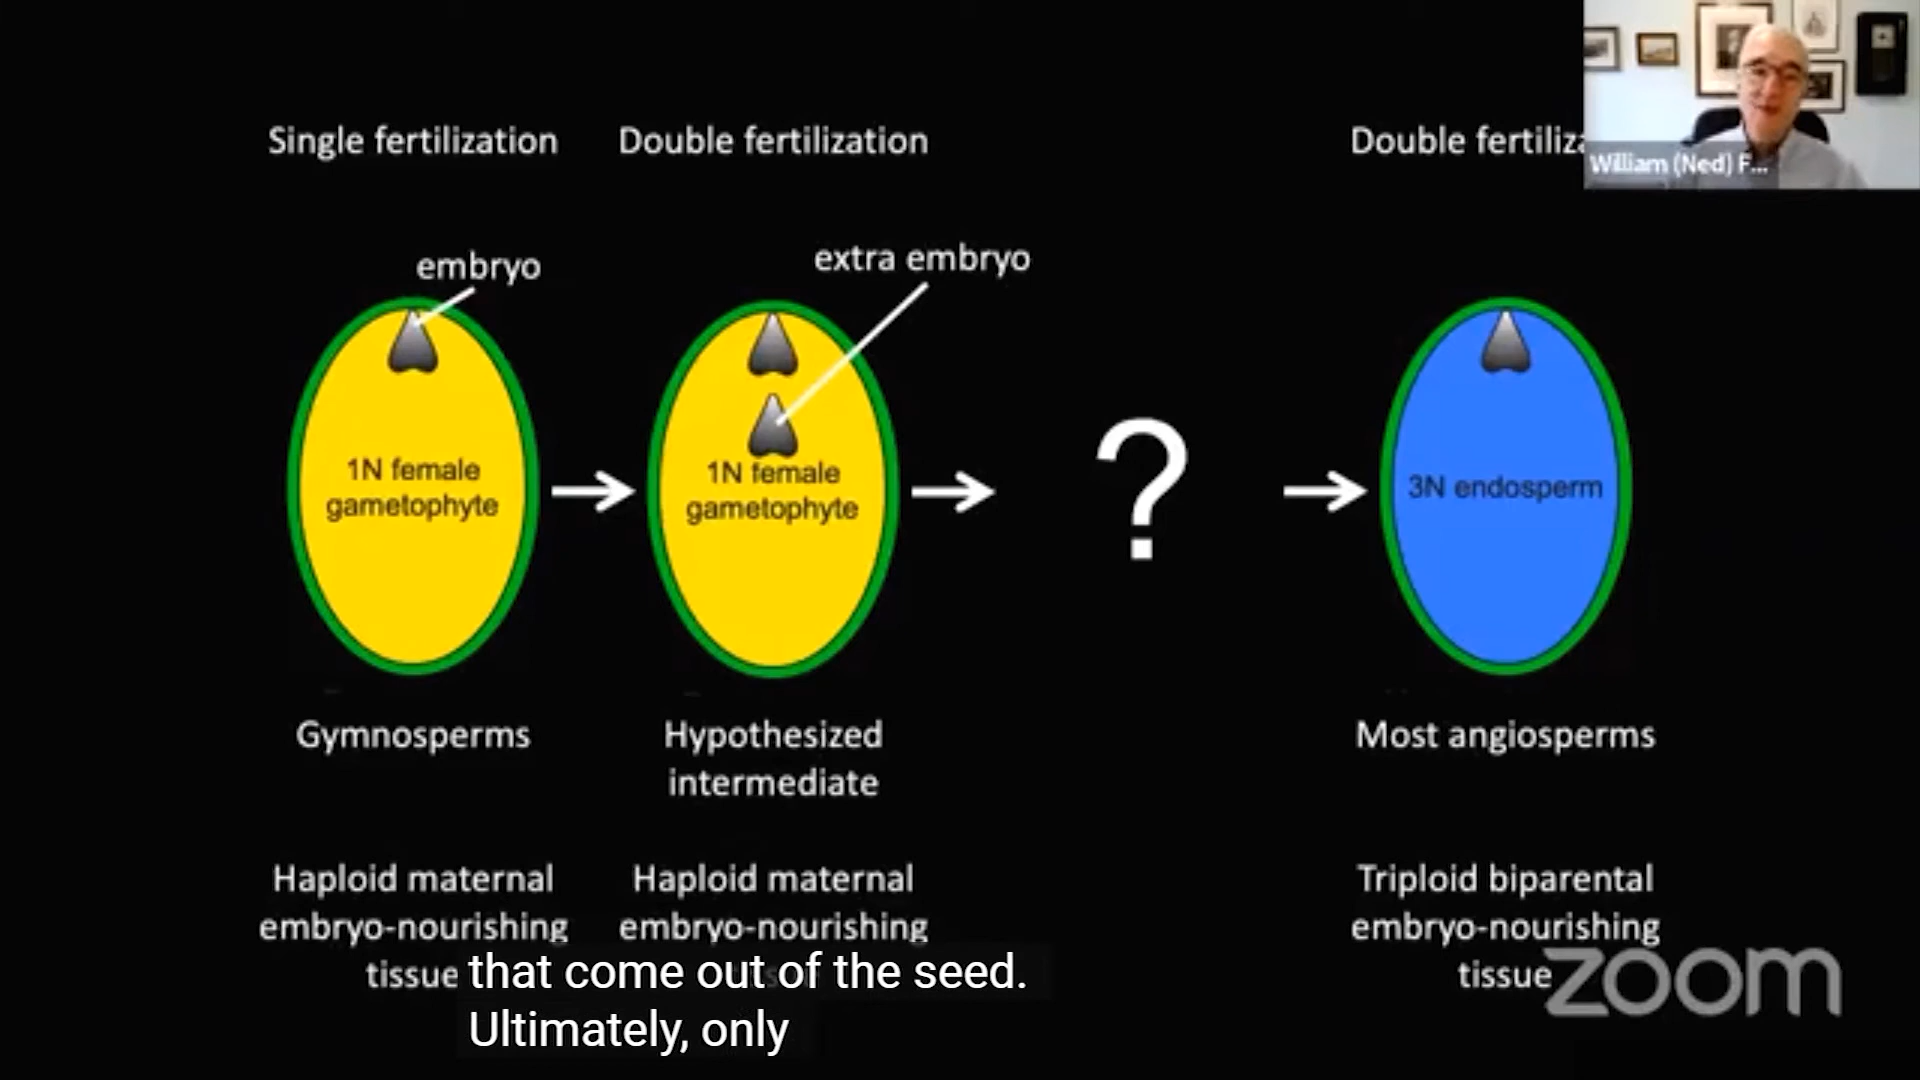 Single fertilization
Double fertilization
Double fertiliza
William (Ned) F...
embryo
extra embryo
1N female
gametophyte
1N female
gametophyte
?
3N endosperm
Gymnosperms
Hypothesized
intermediate
Most angiosperms
Haploid maternal
embryo-nourishing
tissue
Haploid maternal
embryo-nourishing
Triploid biparental
embryo-nourishing
tissue
that come out of the seed.
Ultimately, only
zoom